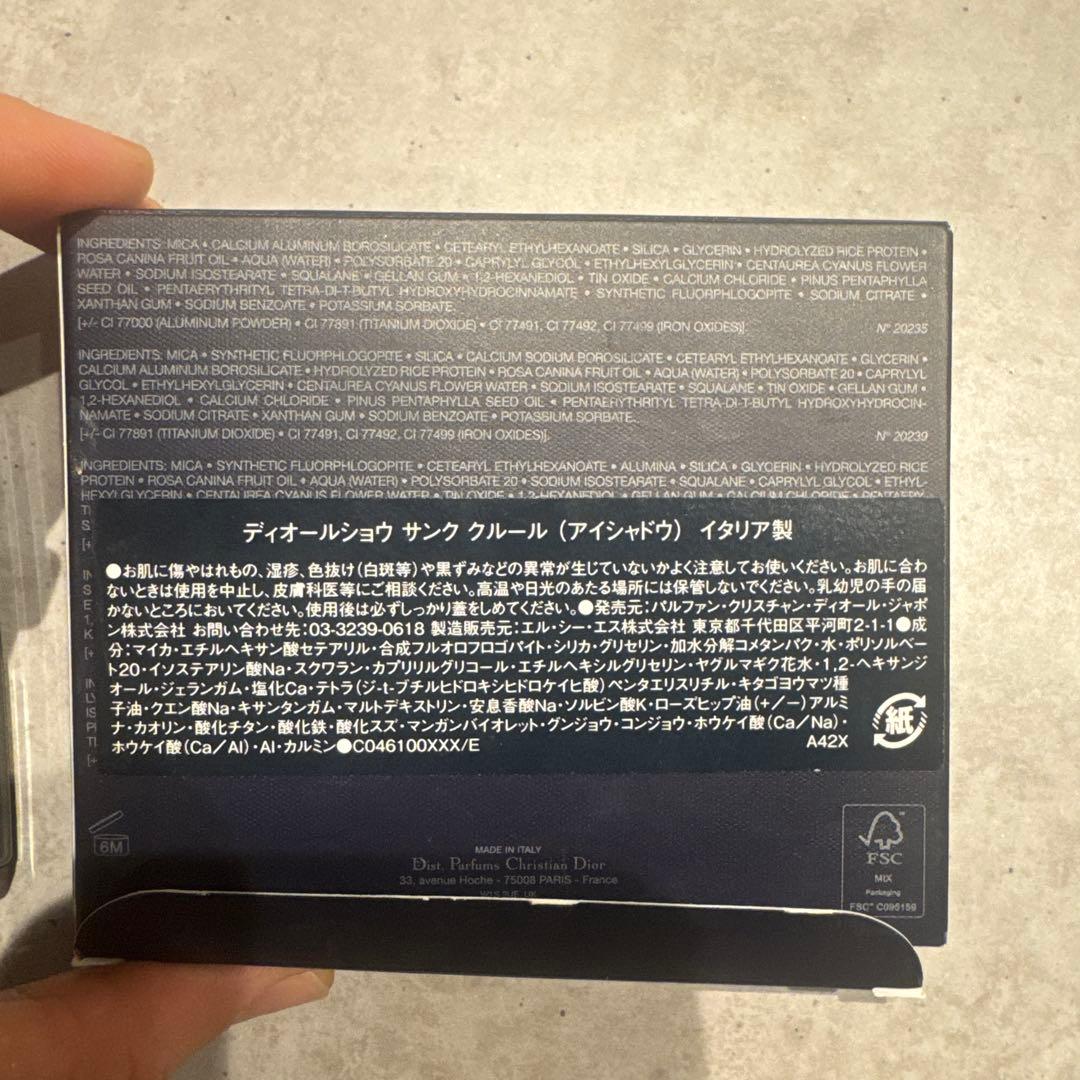 INGREDIENTS: MICA • CALCIUM ALUMINUM BOROSILICATE • CETEARYL ETHYLHEXANOATE • SILICA • GLYCERIN • HYDROLYZED RICE PROTEIN •
ROSA CANINA FRUIT OIL • AQUA (WATER) • POLYSORBATE 20 • CAPRYLYL GLYCOL • ETHYLHEXYLGLYCERIN • CENTAUREA CYANUS FLOWER
WATER • SODIUM ISOSTEARATE • SQUALANE • GELLAN GUM • 1,2-HEXANEDIOL • TIN OXIDE • CALCIUM CHLORIDE • PINUS PENTAPHYLLA
SEED OIL • PENTAERYTHRITYL TETRA-DI-T-BUTYL HYDROXYHYDROCINNAMATE • SYNTHETIC FLUORPHLOGOPITE • SODIUM CITRATE •
XANTHAN GUM • SODIUM BENZOATE • POTASSIUM SORBATE.
[+/- CI 77000 (ALUMINUM POWDER) • CI 77891 (TITANIUM DIOXIDE) • CI 77491, CI 77492, CI 77499 (IRON OXIDES)]. N° 20235
INGREDIENTS: MICA • SYNTHETIC FLUORPHLOGOPITE • SILICA • CALCIUM SODIUM BOROSILICATE • CETEARYL ETHYLHEXANOATE • GLYCERIN •
CALCIUM ALUMINUM BOROSILICATE • HYDROLYZED RICE PROTEIN • ROSA CANINA FRUIT OIL • AQUA (WATER) • POLYSORBATE 20 • CAPRYLYL
GLYCOL • ETHYLHEXYLGLYCERIN • CENTAUREA CYANUS FLOWER WATER • SODIUM ISOSTEARATE • SQUALANE • TIN OXIDE • GELLAN GUM •
1,2-HEXANEDIOL • CALCIUM CHLORIDE • PINUS PENTAPHYLLA SEED OIL • PENTAERYTHRITYL TETRA-DI-T-BUTYL HYDROXYHYDROCIN-
NAMATE • SODIUM CITRATE • XANTHAN GUM • SODIUM BENZOATE • POTASSIUM SORBATE.
[+/- CI 77891 (TITANIUM DIOXIDE) • CI 77491, CI 77492, CI 77499 (IRON OXIDES)]. N° 20239
INGREDIENTS: MICA • SYNTHETIC FLUORPHLOGOPITE • CETEARYL ETHYLHEXANOATE • ALUMINA • SILICA • GLYCERIN • HYDROLYZED RICE
PROTEIN • ROSA CANINA FRUIT OIL • AQUA (WATER) • POLYSORBATE 20 • SODIUM ISOSTEARATE • SQUALANE • CAPRYLYL GLYCOL • ETHYL-
HEXYLGLYCERIN • CENTAUREA CYANUS FLOWER WATER • TIN OXIDE • 1,2-HEXANEDIOL • GELLAN GUM • CALCIUM CHLORIDE • PENTAERY-
ディオールショウ サンク クルール (アイシャドウ) イタリア製
●お肌に傷やはれもの、湿疹、色抜け(白斑等)や黒ずみなどの異常が生じていないかよく注意してお使いください。お肌に合わ
ないときは使用を中止し、皮膚科医等にご相談ください。高温や日光のあたる場所には保管しないでください。乳幼児の手の届
かないところにおいてください。使用後は必ずしっかり蓋をしめてください。●発売元:パルファン・クリスチャン・ディオール・ジャポ
ン株式会社 お問い合わせ先:03-3239-0618 製造販売元:エル・シー・エス株式会社 東京都千代田区平河町2-1-1●成
分:マイカ・エチルヘキサン酸セテアリル・合成フルオロフロゴパイト・シリカ・グリセリン・加水分解コメタンパク・水・ポリソルベー
ト20・イソステアリン酸Na・スクワラン・カプリリルグリコール・エチルヘキシルグリセリン・ヤグルマギク花水・1,2-ヘキサンジ
オール・ジェランガム・塩化Ca・テトラ(ジ-t-ブチルヒドロキシヒドロケイヒ酸)ペンタエリスリチル・キタゴヨウマツ種
子油・クエン酸Na・キサンタンガム・マルトデキストリン・安息香酸Na・ソルビン酸K・ローズヒップ油(+/−)アルミ
ナ・カオリン・酸化チタン・酸化鉄・酸化スズ・マンガンバイオレット・グンジョウ・コンジョウ・ホウケイ酸(Ca/Na)・
ホウケイ酸(Ca/Al)・Al・カルミン●C046100XXX/E A42X
紙
6M
MADE IN ITALY
Dist. Parfums Christian Dior
33, avenue Hoche - 75008 PARIS - France
W1S 2UE, UK
FSC
MIX
Packaging
FSC™ C095159